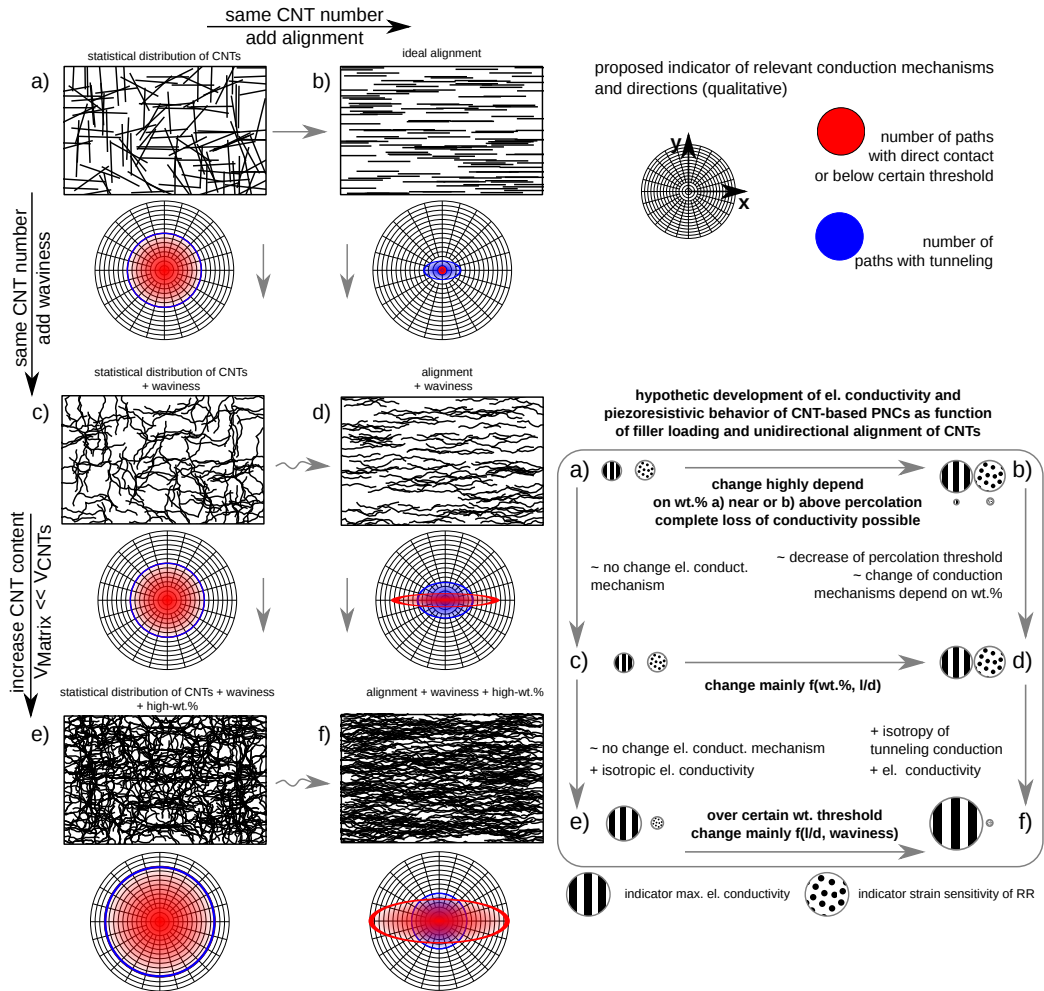 same CNT number
add alignment
statistical distribution of CNTs
ideal alignment
a)
b)
proposed indicator of relevant conduction mechanisms
and directions (qualitative)
y
x
number of paths
with direct contact
or below certain threshold
number of
paths with tunneling
same CNT number
add waviness
statistical distribution of CNTs
+ waviness
alignment
+ waviness
c)
d)
increase CNT content
VMatrix << VCNTs
statistical distribution of CNTs + waviness
+ high-wt.%
alignment + waviness + high-wt.%
e)
f)
hypothetic development of el. conductivity and
piezoresistivic behavior of CNT-based PNCs as function
of filler loading and unidirectional alignment of CNTs
a)
b)
change highly depend
on wt.% a) near or b) above percolation
complete loss of conductivity possible
~ no change el. conduct.
mechanism
~ decrease of percolation threshold
~ change of conduction
mechanisms depend on wt.%
c)
d)
change mainly f(wt.%, l/d)
~ no change el. conduct. mechanism
+ isotropic el. conductivity
+ isotropy of
tunneling conduction
+ el. conductivity
e)
f)
over certain wt. threshold
change mainly f(l/d, waviness)
indicator max. el. conductivity
indicator strain sensitivity of RR